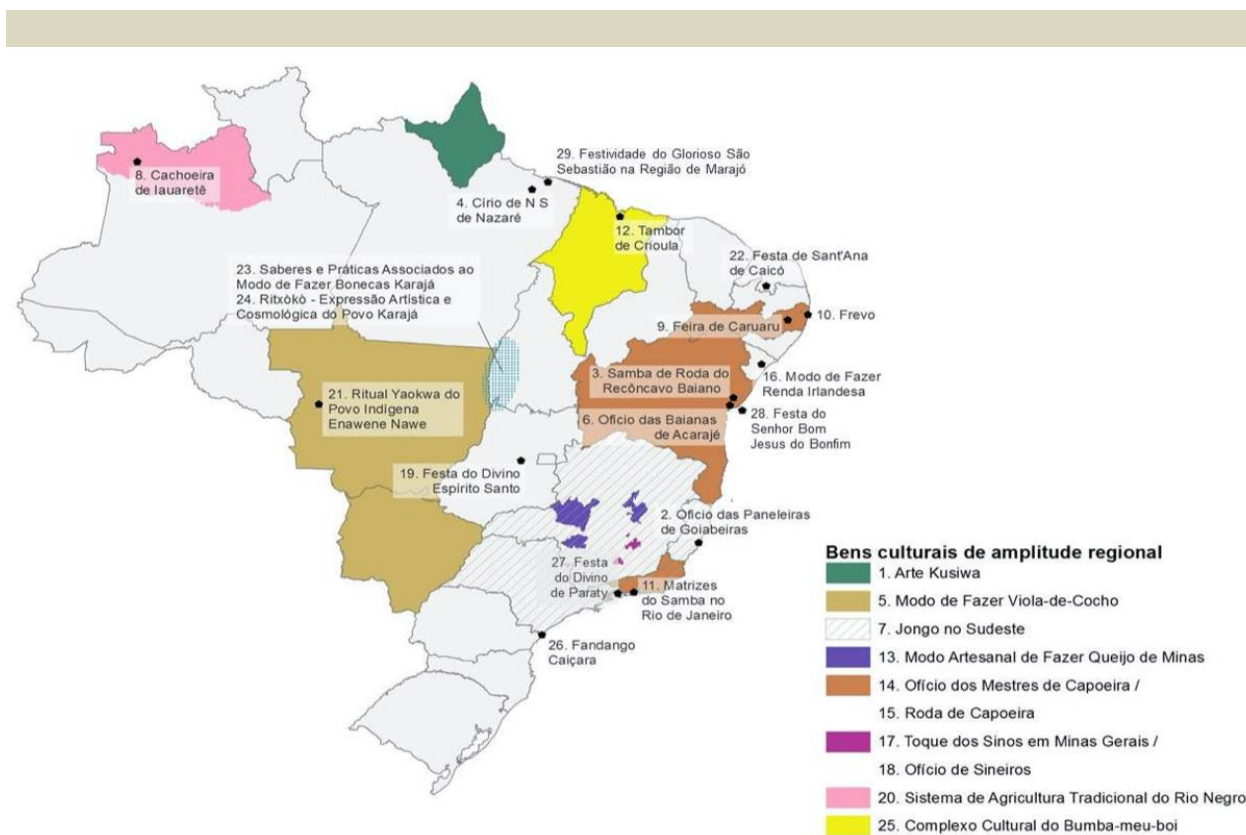 29. Festividade do Glorioso São
Sebastião na Região de Marajó
8. Cachoeira
de Iauaretê
4. Círio de N S
de Nazaré
12. Tambor
de Crioula
22. Festa de Sant'Ana
de Caicó
23. Saberes e Práticas Associados ao
Modo de Fazer Bonecas Karajá
24. Ritxòkò - Expressão Artística e
Cosmológica do Povo Karajá
10. Frevo
9. Feira de Caruaru
3. Samba de Roda do
Recôncavo Baiano
16. Modo de Fazer
Renda Irlandesa
21. Ritual Yaokwa do
Povo Indígena
Enawene Nawe
6. Ofício das Baianas
de Acarajé
28. Festa do
Senhor Bom
Jesus do Bonfim
19. Festa do Divino
Espírito Santo
2. Ofício das Paneleiras
de Goiabeiras
27. Festa
do Divino
de Paraty
11. Matrizes
do Samba no
Rio de Janeiro
26. Fandango
Caiçara
Bens culturais de amplitude regional
1. Arte Kusiwa
5. Modo de Fazer Viola-de-Cocho
7. Jongo no Sudeste
13. Modo Artesanal de Fazer Queijo de Minas
14. Ofício dos Mestres de Capoeira /
15. Roda de Capoeira
17. Toque dos Sinos em Minas Gerais /
18. Ofício de Sineiros
20. Sistema de Agricultura Tradicional do Rio Negro
25. Complexo Cultural do Bumba-meu-boi